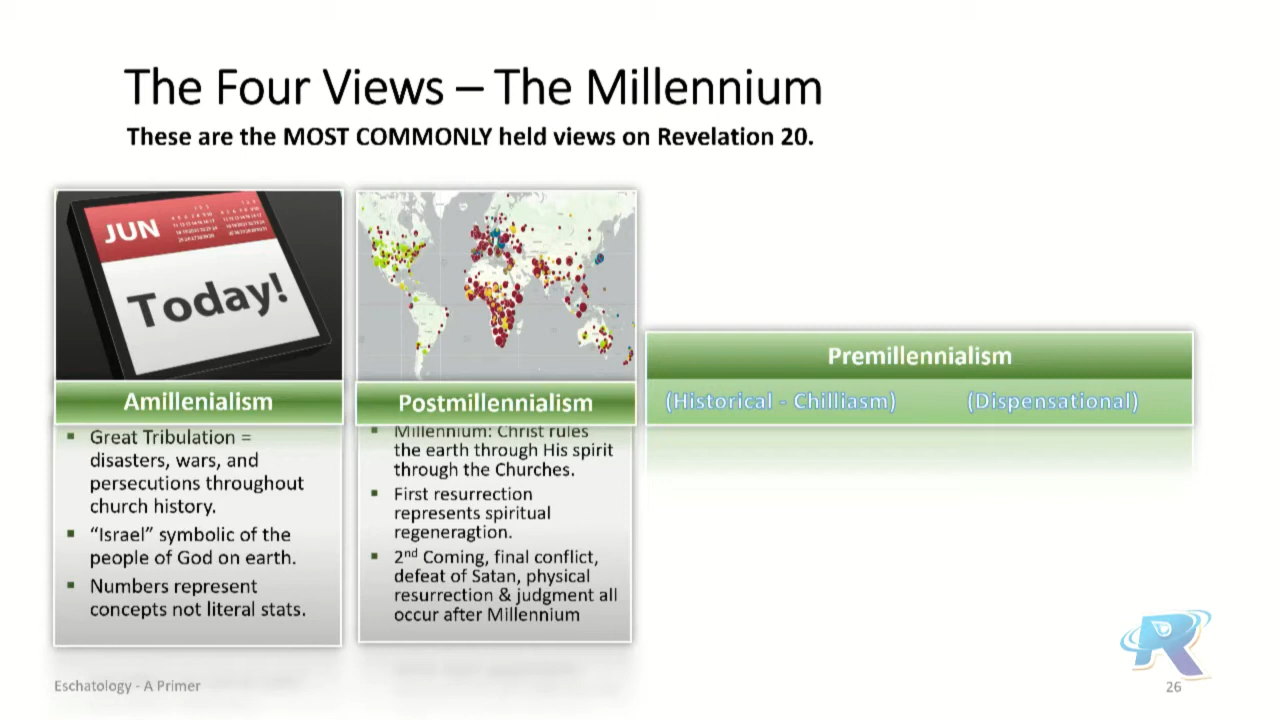 The Four Views – The Millennium
These are the MOST COMMONLY held views on Revelation 20.
JUN
Today!
Amillenialism
▪ Great Tribulation =
disasters, wars, and
persecutions throughout
church history.
▪ “Israel” symbolic of the
people of God on earth.
▪ Numbers represent
concepts not literal stats.
Postmillennialism
▪ Millennium: Christ rules
the earth through His spirit
through the Churches.
▪ First resurrection
represents spiritual
regeneragtion.
▪ 2nd Coming, final conflict,
defeat of Satan, physical
resurrection & judgment all
occur after Millennium
Premillennialism
(Historical - Chilliasm) (Dispensational)
Eschatology - A Primer
R
26